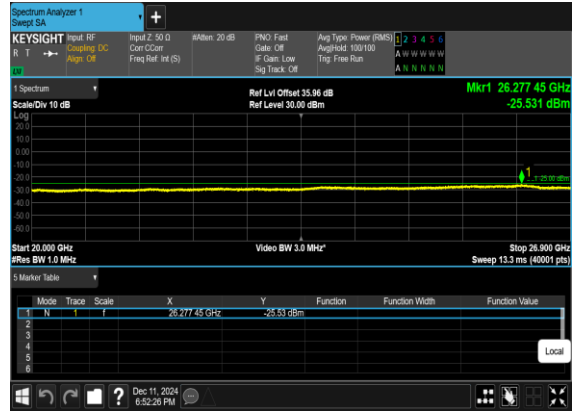 Spectrum Analyzer 1
Swept SA
+
KEYSIGHT
R T
Input: RF
Coupling: DC
Align: Off
Input Z: 50 Ω
Corr CCorr
Freq Ref: Int (S)
#Atten: 20 dB
PNO: Fast
Gate: Off
IF Gain: Low
Sig Track: Off
Avg Type: Power (RMS)
Avg|Hold: 100/100
Trig: Free Run
1 2 3 4 5 6
A W W W W W
A N N N N N
1 Spectrum
Scale/Div 10 dB
Ref Lvl Offset 35.96 dB
Ref Level 30.00 dBm
Mkr1 26.277 45 GHz
-25.531 dBm
Log
20.0
10.0
0.00
-10.0
-20.0
-30.0
-40.0
-50.0
-60.0
1
Start 20.000 GHz
#Res BW 1.0 MHz
Video BW 3.0 MHz*
Stop 26.900 GHz
Sweep 13.3 ms (40001 pts)
5 Marker Table
Mode Trace Scale X Y Function Function Width Function Value
1 N 1 f 26.277 45 GHz -25.53 dBm
2
3
4
5
6
Local
?
Dec 11, 2024
6:52:26 PM